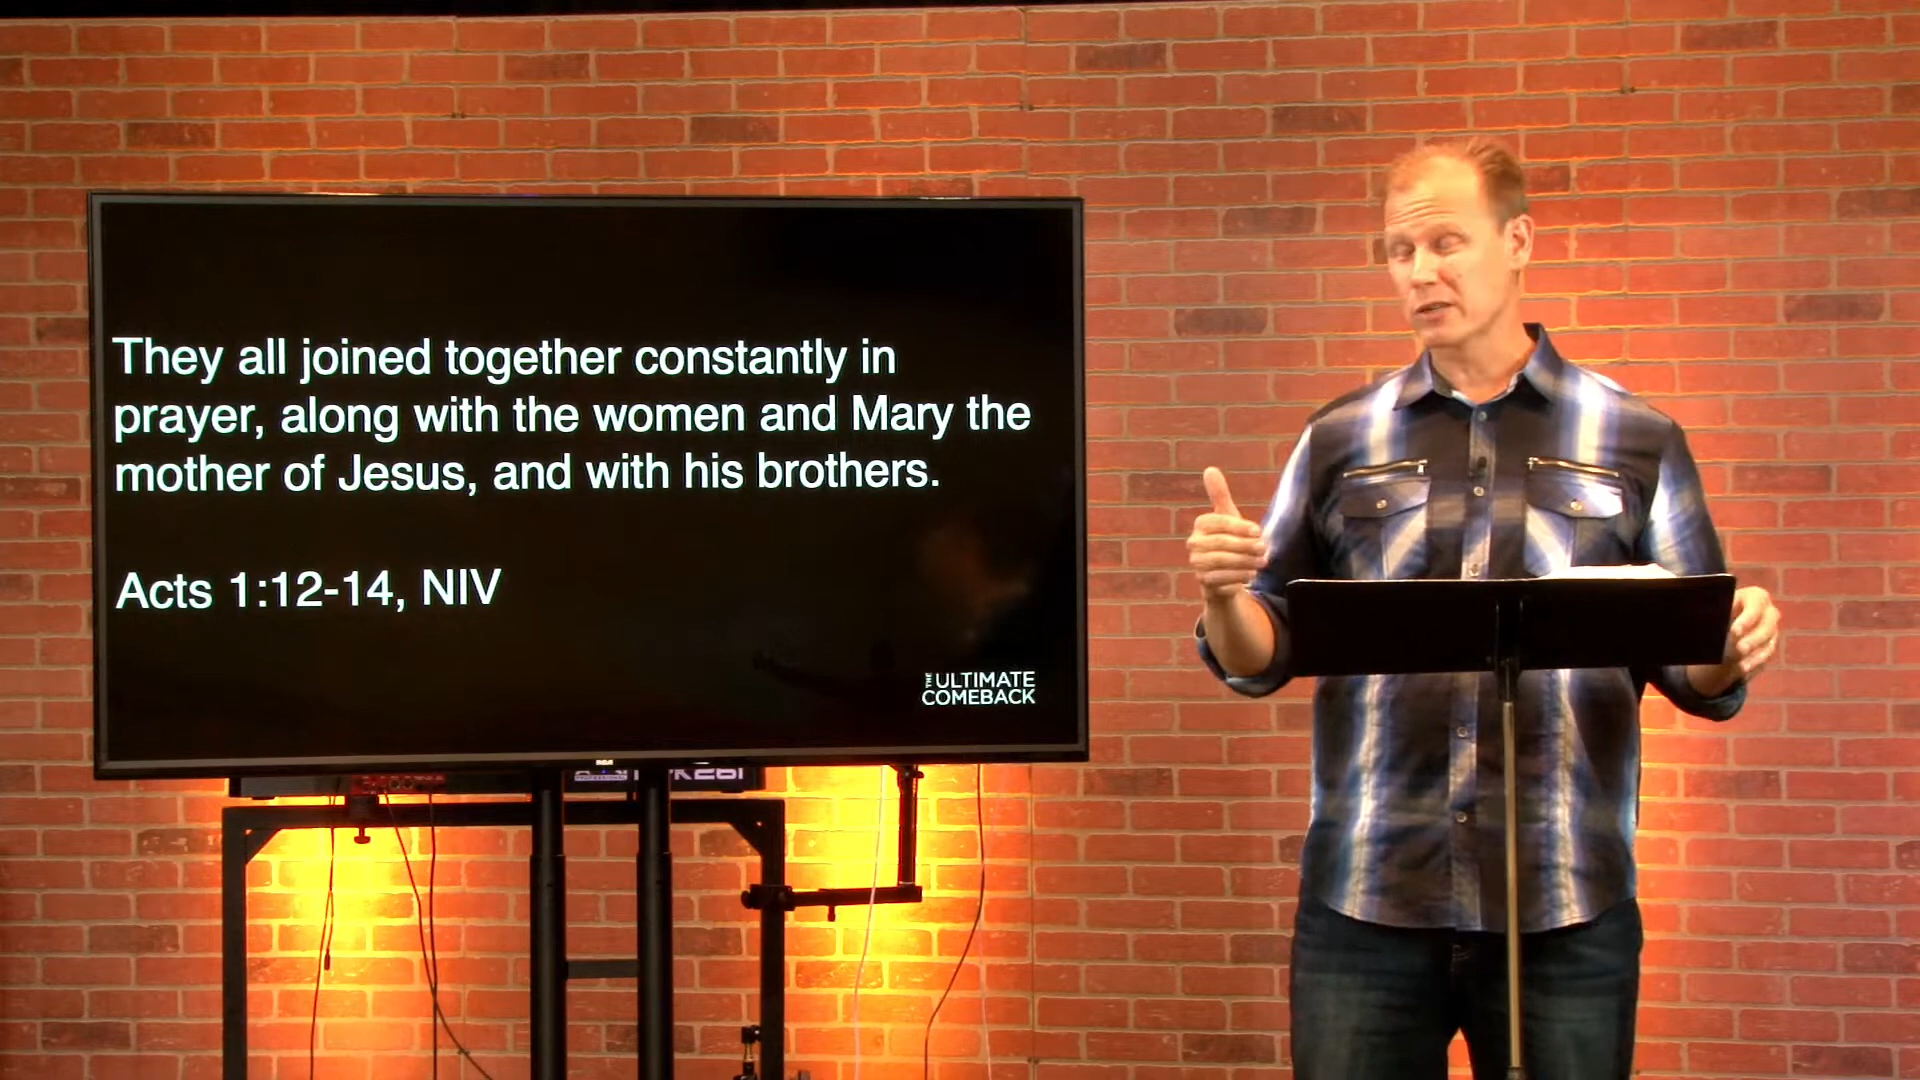 They all joined together constantly in
prayer, along with the women and Mary the
mother of Jesus, and with his brothers.
Acts 1:12-14, NIV
THE ULTIMATE
COMEBACK
RCA